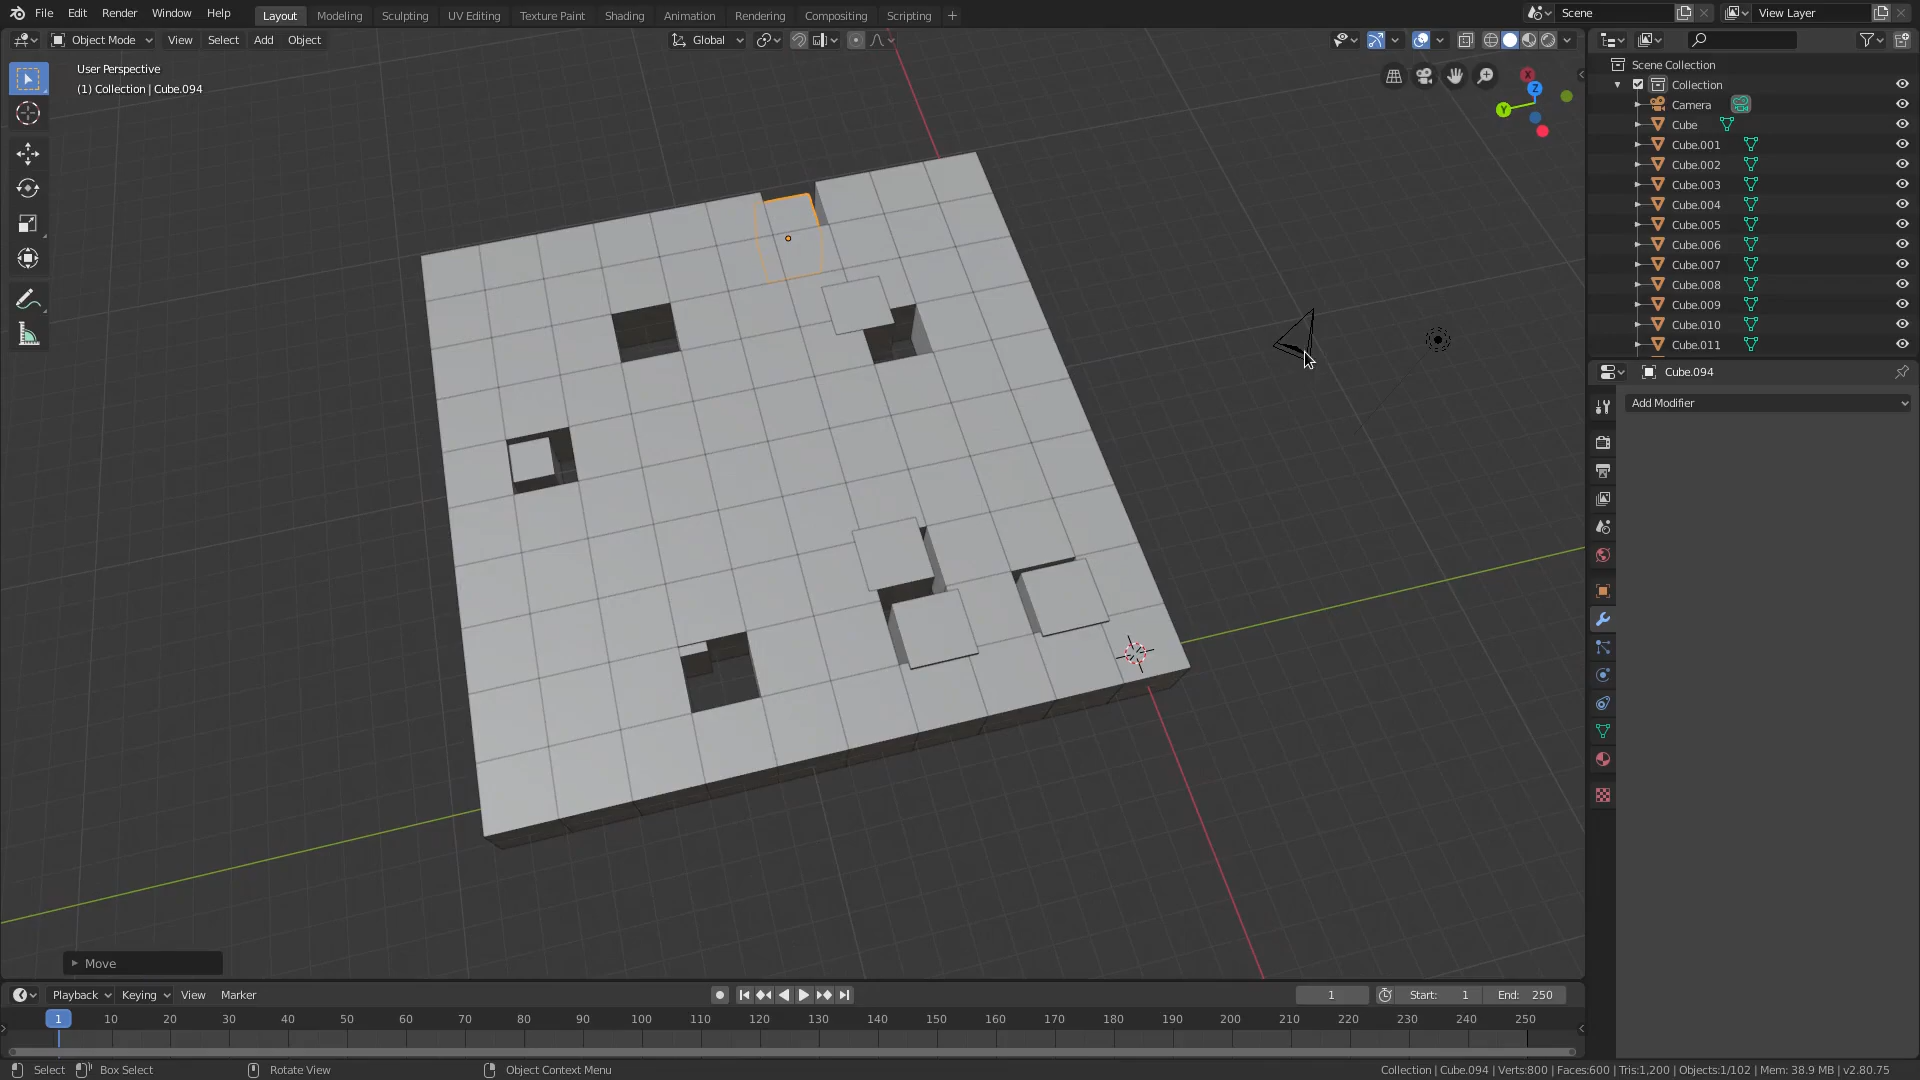 File Edit Render Window Help Layout Modeling Sculpting UV Editing Texture Paint Shading Animation Rendering Compositing Scripting + Scene View Layer
Object Mode View Select Add Object Global
User Perspective
(1) Collection | Cube.094
X
Y
Z
Scene Collection
Collection
Camera
Cube
Cube.001
Cube.002
Cube.003
Cube.004
Cube.005
Cube.006
Cube.007
Cube.008
Cube.009
Cube.010
Cube.011
Cube.094
Add Modifier
Move
Playback Keying View Marker 1 Start: 1 End: 250
1 10 20 30 40 50 60 70 80 90 100 110 120 130 140 150 160 170 180 190 200 210 220 230 240 250
Select Box Select Rotate View Object Context Menu Collection | Cube.094 | Verts:800 | Faces:600 | Tris:1,200 | Objects:1/102 | Mem: 38.9 MB | v2.80.75